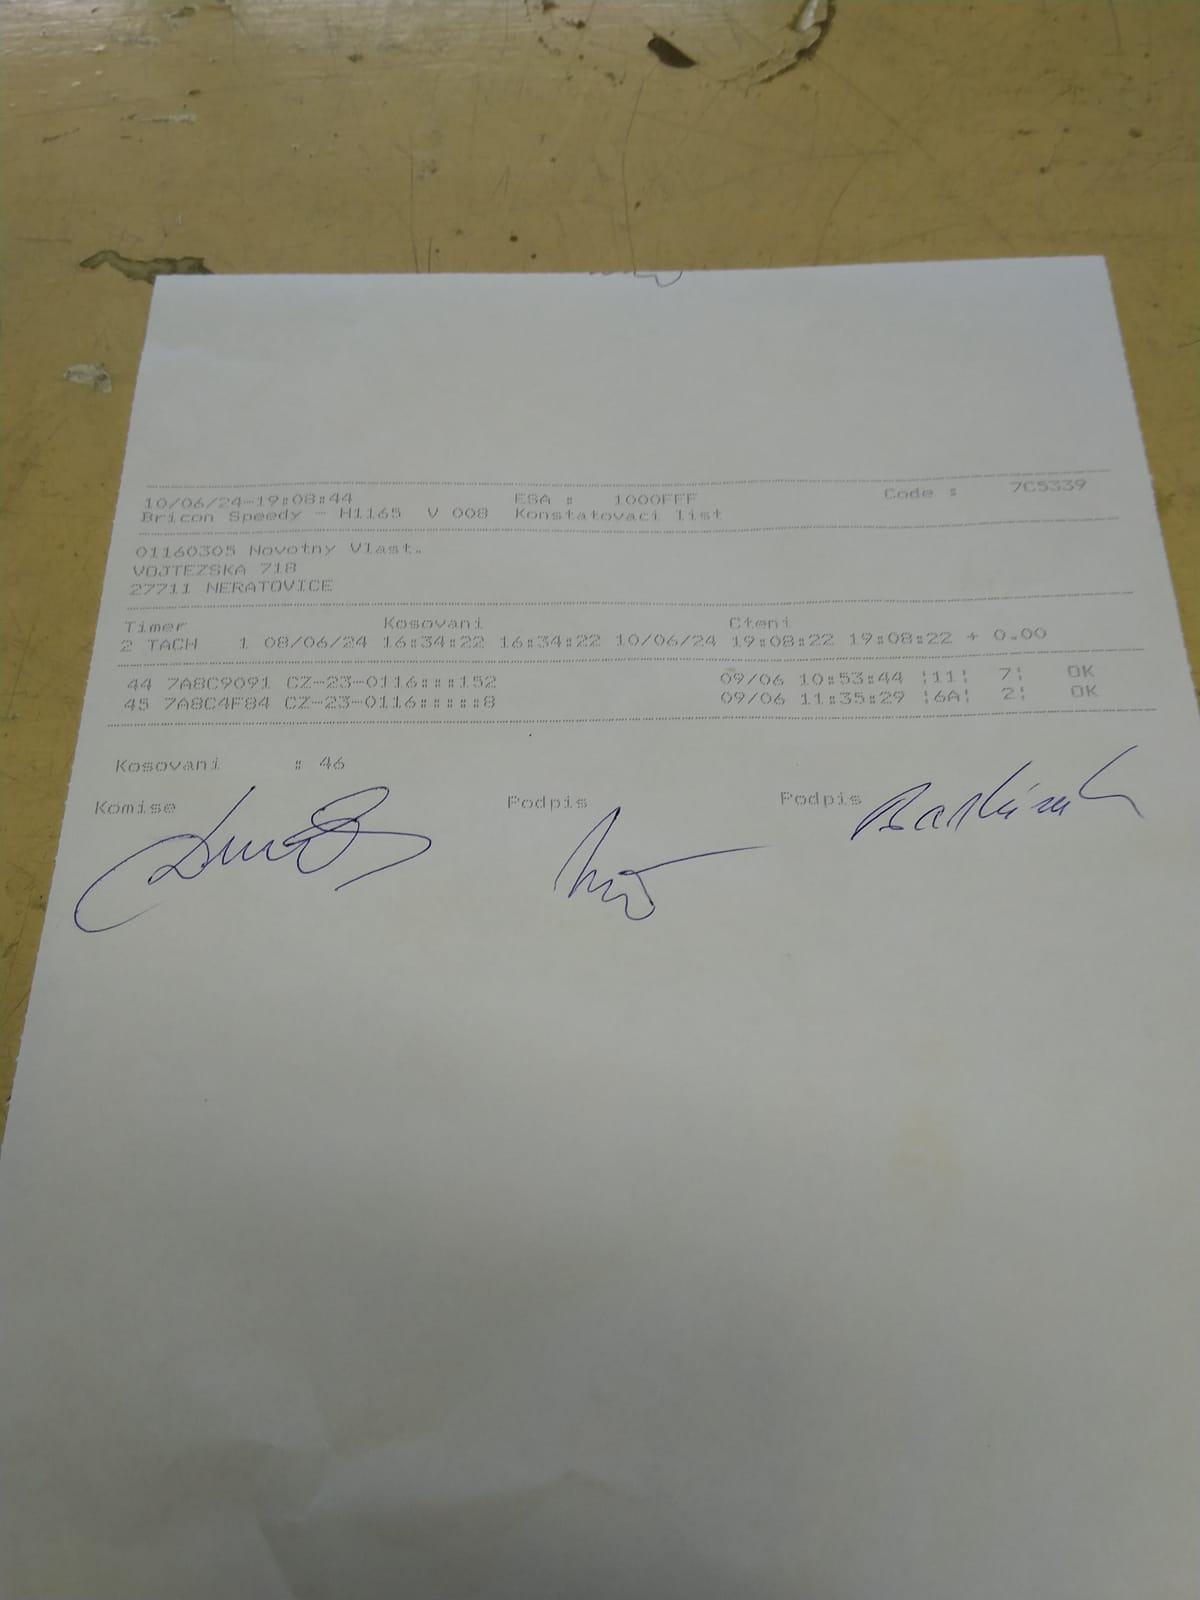 10/06/24-19:08:44 ESA : 1000FFF Code : 7C5339
Bricon Speedy - H1165 V 008 Konstatovaci list
01160305 Novotny Vlast.
VOJTEZSKA 718
27711 NERATOVICE
Timer Kosovani Cteni
2 TACH 1 08/06/24 16:34:22 16:34:22 10/06/24 19:08:22 19:08:22 + 0.00
44 7A8C9091 CZ-23-0116:::152 09/06 10:53:44 ¦11¦ 7¦ OK
45 7A8C4F84 CZ-23-0116:::::8 09/06 11:35:29 ¦6A¦ 2¦ OK
Kosovani : 46
Komise Podpis Podpis